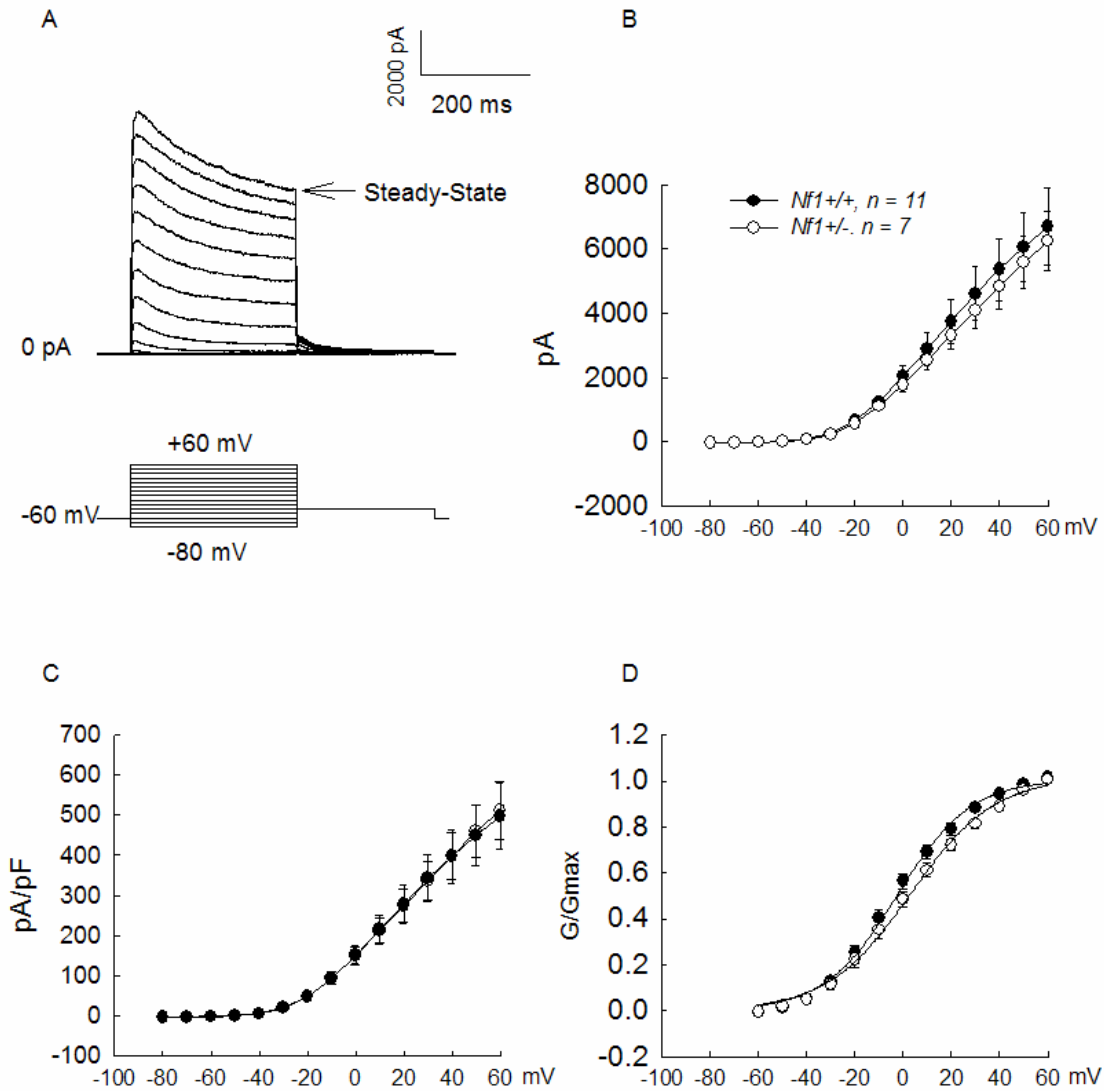 A
2000 pA
200 ms
Steady-State
0 pA
+60 mV
-60 mV
-80 mV
B
8000
6000
4000
2000
0
-2000
pA
Nf1+/+, n = 11
Nf1+/-. n = 7
-100 -80 -60 -40 -20 0 20 40 60 mV
C
700
600
500
400
300
200
100
0
-100
pA/pF
-100 -80 -60 -40 -20 0 20 40 60 mV
D
1.2
1.0
0.8
0.6
0.4
0.2
0.0
-0.2
G/Gmax
-100 -80 -60 -40 -20 0 20 40 60 mV